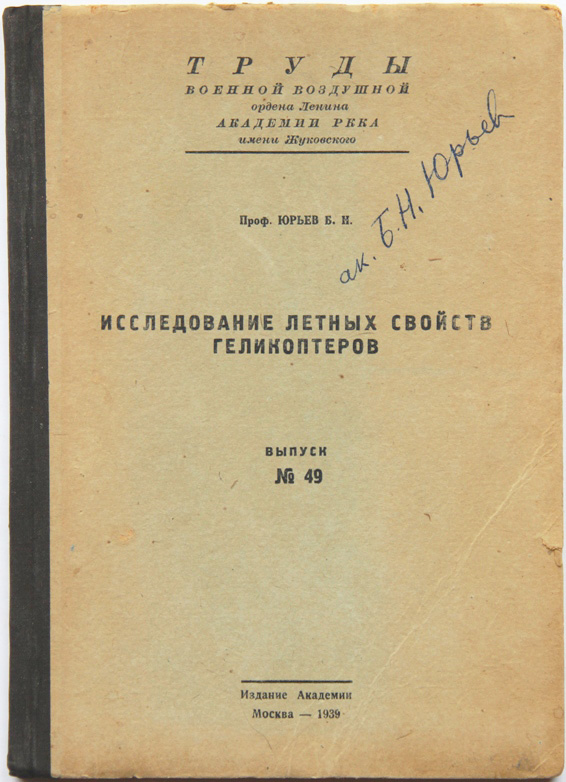 ТРУДЫ
ВОЕННОЙ ВОЗДУШНОЙ
ордена Ленина
АКАДЕМИИ РККА
имени Жуковского
Проф. ЮРЬЕВ Б. Н.
ак. Б.Н. Юрьев
ИССЛЕДОВАНИЕ ЛЕТНЫХ СВОЙСТВ
ГЕЛИКОПТЕРОВ
ВЫПУСК
№ 49
Издание Академии
Москва — 1939